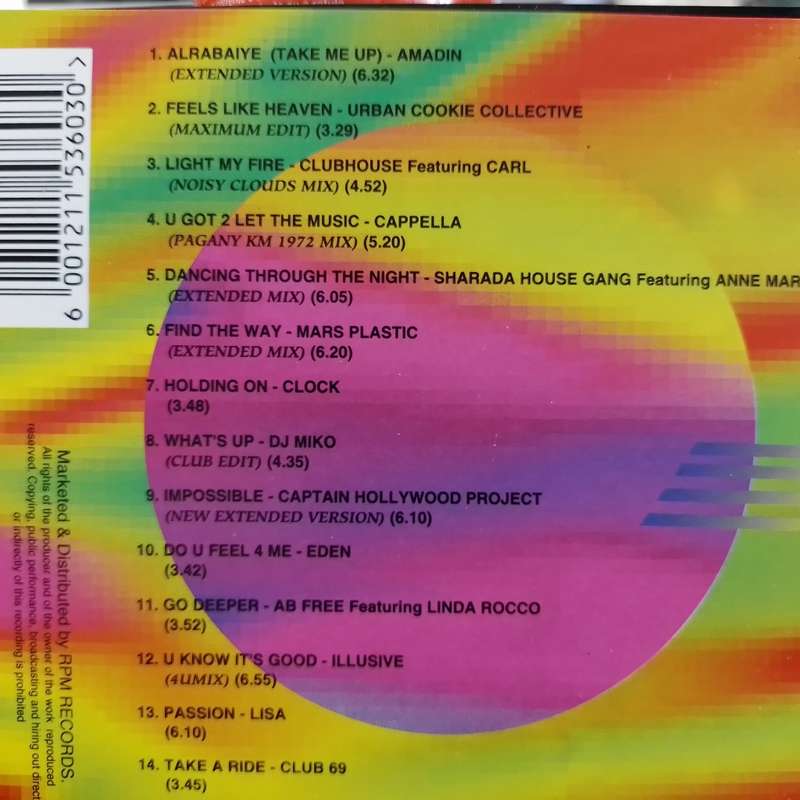 1. ALRABAIYE (TAKE ME UP) - AMADIN
(EXTENDED VERSION) (6.32)
2. FEELS LIKE HEAVEN - URBAN COOKIE COLLECTIVE
(MAXIMUM EDIT) (3.29)
3. LIGHT MY FIRE - CLUBHOUSE Featuring CARL
(NOISY CLOUDS MIX) (4.52)
4. U GOT 2 LET THE MUSIC - CAPPELLA
(PAGANY KM 1972 MIX) (5.20)
5. DANCING THROUGH THE NIGHT - SHARADA HOUSE GANG Featuring ANNE MAR
(EXTENDED MIX) (6.05)
6. FIND THE WAY - MARS PLASTIC
(EXTENDED MIX) (6.20)
7. HOLDING ON - CLOCK
(3.48)
8. WHAT'S UP - DJ MIKO
(CLUB EDIT) (4.35)
9. IMPOSSIBLE - CAPTAIN HOLLYWOOD PROJECT
(NEW EXTENDED VERSION) (6.10)
10. DO U FEEL 4 ME - EDEN
(3.42)
11. GO DEEPER - AB FREE Featuring LINDA ROCCO
(3.52)
12. U KNOW IT'S GOOD - ILLUSIVE
(4UMIX) (6.55)
13. PASSION - LISA
(6.10)
14. TAKE A RIDE - CLUB 69
(3.45)
6 001211 536030 >
Marketed & Distributed by RPM RECORDS.
All rights of the producer and of the owner of the work reproduced
reserved. Copying, public performance, broadcasting and hiring out direct
or indirectly of this recording is prohibited